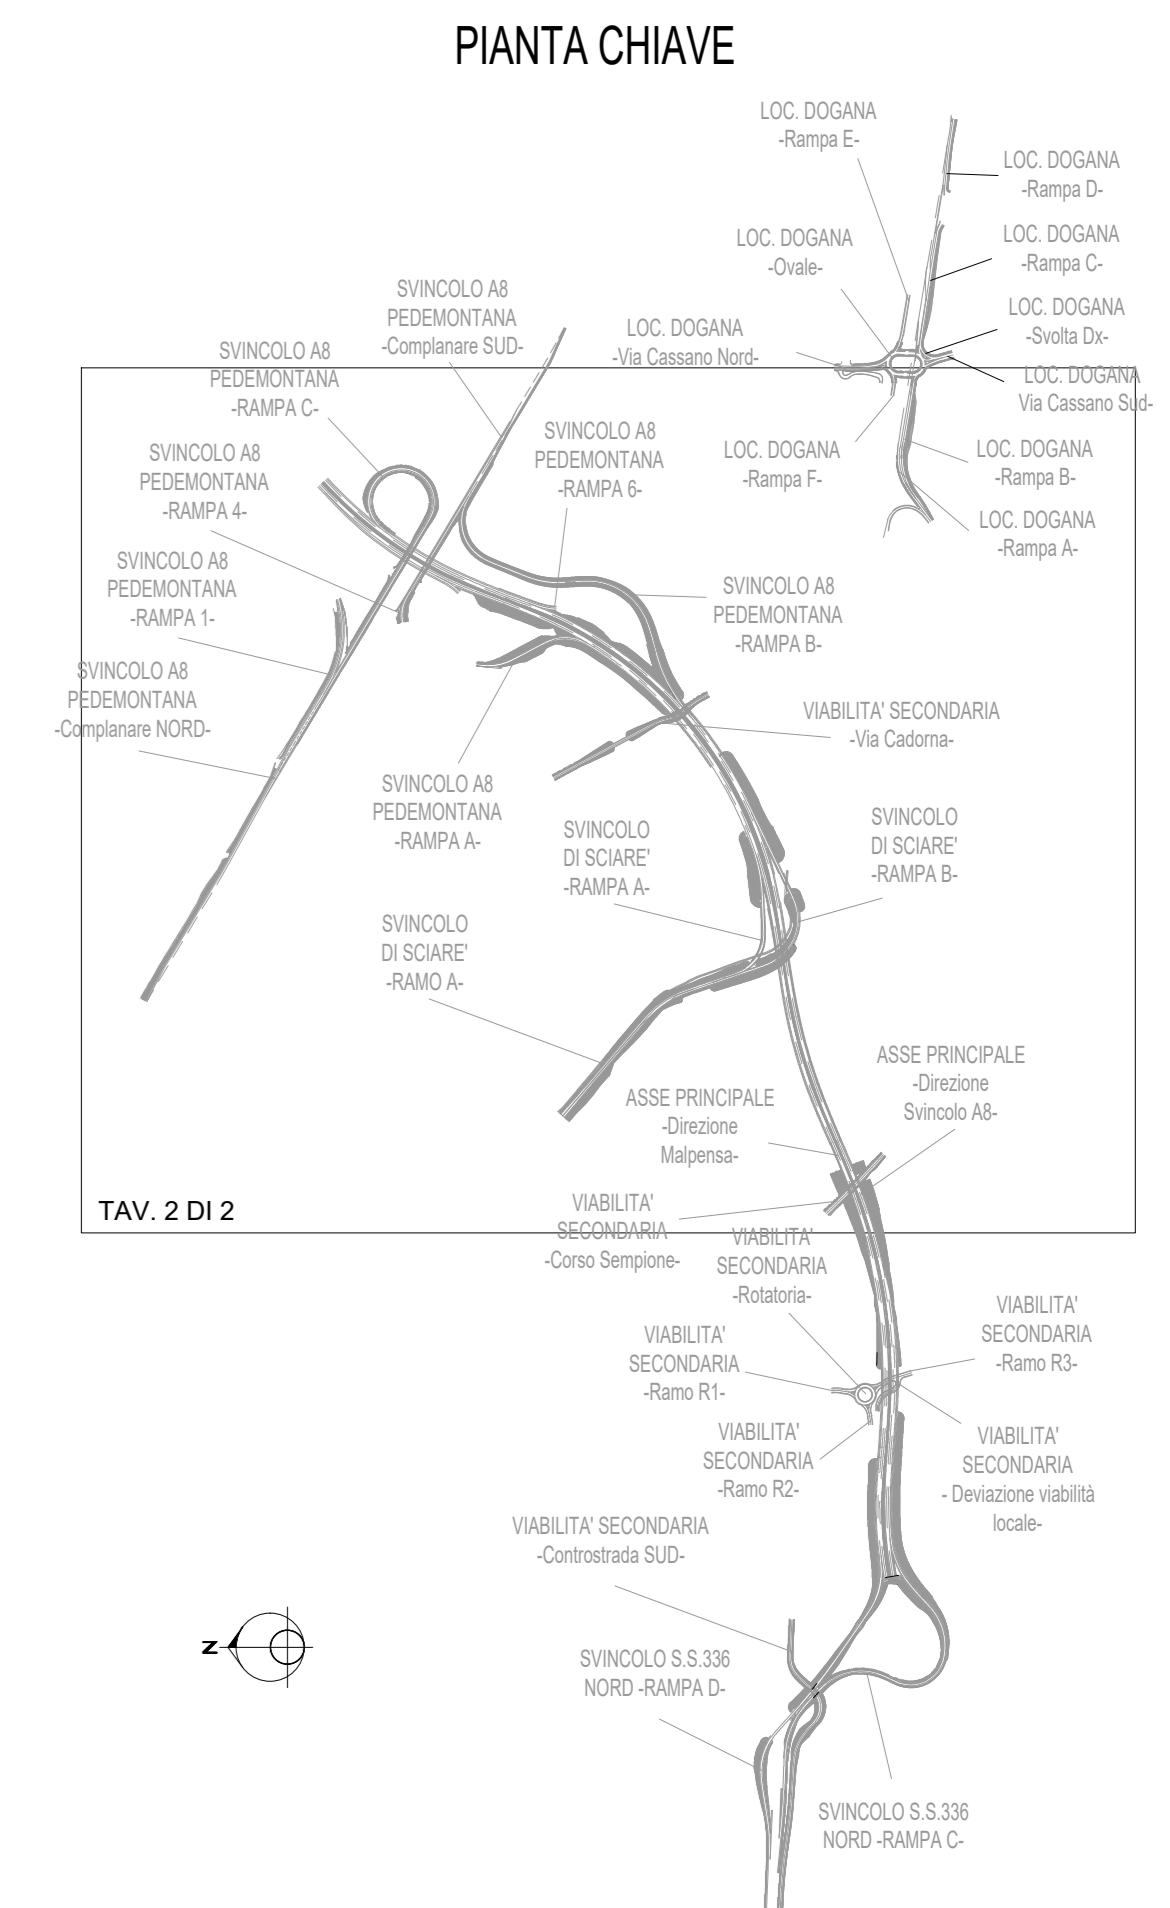 PIANTA CHIAVE
LOC. DOGANA
-Rampa E-
LOC. DOGANA
-Rampa D-
LOC. DOGANA
-Ovale-
LOC. DOGANA
-Rampa C-
SVINCOLO A8
PEDEMONTANA
-Complanare SUD-
LOC. DOGANA
-Svolta Dx-
LOC. DOGANA
-Via Cassano Nord-
SVINCOLO A8
PEDEMONTANA
-RAMPA C-
LOC. DOGANA
Via Cassano Sud-
SVINCOLO A8
PEDEMONTANA
-RAMPA 6-
SVINCOLO A8
PEDEMONTANA
-RAMPA 4-
LOC. DOGANA
-Rampa F-
LOC. DOGANA
-Rampa B-
LOC. DOGANA
-Rampa A-
SVINCOLO A8
PEDEMONTANA
-RAMPA 1-
SVINCOLO A8
PEDEMONTANA
-RAMPA B-
SVINCOLO A8
PEDEMONTANA
-Complanare NORD-
VIABILITA' SECONDARIA
-Via Cadorna-
SVINCOLO A8
PEDEMONTANA
-RAMPA A-
SVINCOLO
DI SCIARE'
-RAMPA A-
SVINCOLO
DI SCIARE'
-RAMPA B-
SVINCOLO
DI SCIARE'
-RAMO A-
ASSE PRINCIPALE
-Direzione
Svincolo A8-
ASSE PRINCIPALE
-Direzione
Malpensa-
TAV. 2 DI 2
VIABILITA'
SECONDARIA
-Corso Sempione-
VIABILITA'
SECONDARIA
-Rotatoria-
VIABILITA'
SECONDARIA
-Ramo R3-
VIABILITA'
SECONDARIA
-Ramo R1-
VIABILITA'
SECONDARIA
-Ramo R2-
VIABILITA'
SECONDARIA
- Deviazione viabilità
locale-
VIABILITA' SECONDARIA
-Controstrada SUD-
Z
SVINCOLO S.S.336
NORD -RAMPA D-
SVINCOLO S.S.336
NORD -RAMPA C-